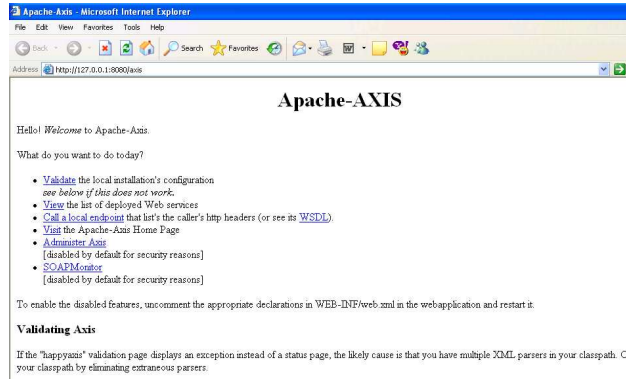 Apache-Axis - Microsoft Internet Explorer
File Edit View Favorites Tools Help
Back Search Favorites
Address http://127.0.0.1:8080/axis
Apache-AXIS
Hello! Welcome to Apache-Axis.
What do you want to do today?
• Validate the local installation's configuration
see below if this does not work.
• View the list of deployed Web services
• Call a local endpoint that list's the caller's http headers (or see its WSDL).
• Visit the Apache-Axis Home Page
• Administer Axis
[disabled by default for security reasons]
• SOAPMonitor
[disabled by default for security reasons]
To enable the disabled features, uncomment the appropriate declarations in WEB-INF/web.xml in the webapplication and restart it.
Validating Axis
If the "happyaxis" validation page displays an exception instead of a status page, the likely cause is that you have multiple XML parsers in your classpath. C
your classpath by eliminating extraneous parsers.